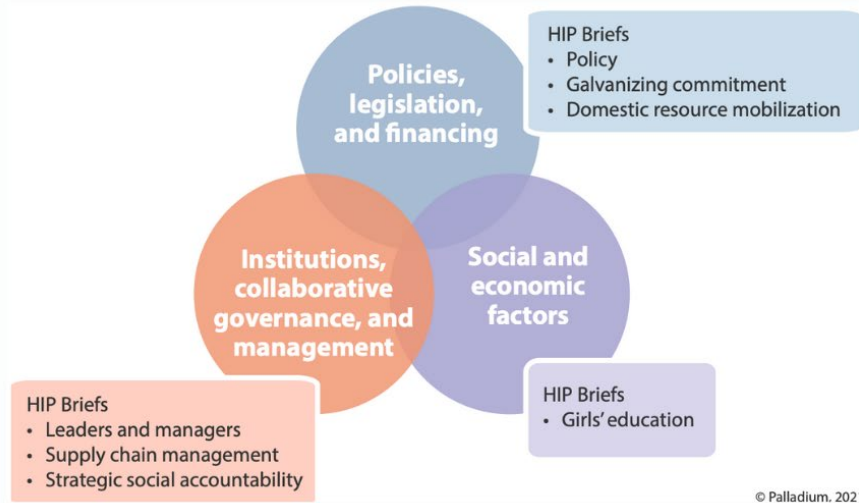 Policies,
legislation,
and financing
HIP Briefs
• Policy
• Galvanizing commitment
• Domestic resource mobilization
Institutions,
collaborative
governance, and
management
Social and
economic
factors
HIP Briefs
• Leaders and managers
• Supply chain management
• Strategic social accountability
HIP Briefs
• Girls' education
© Palladium. 202